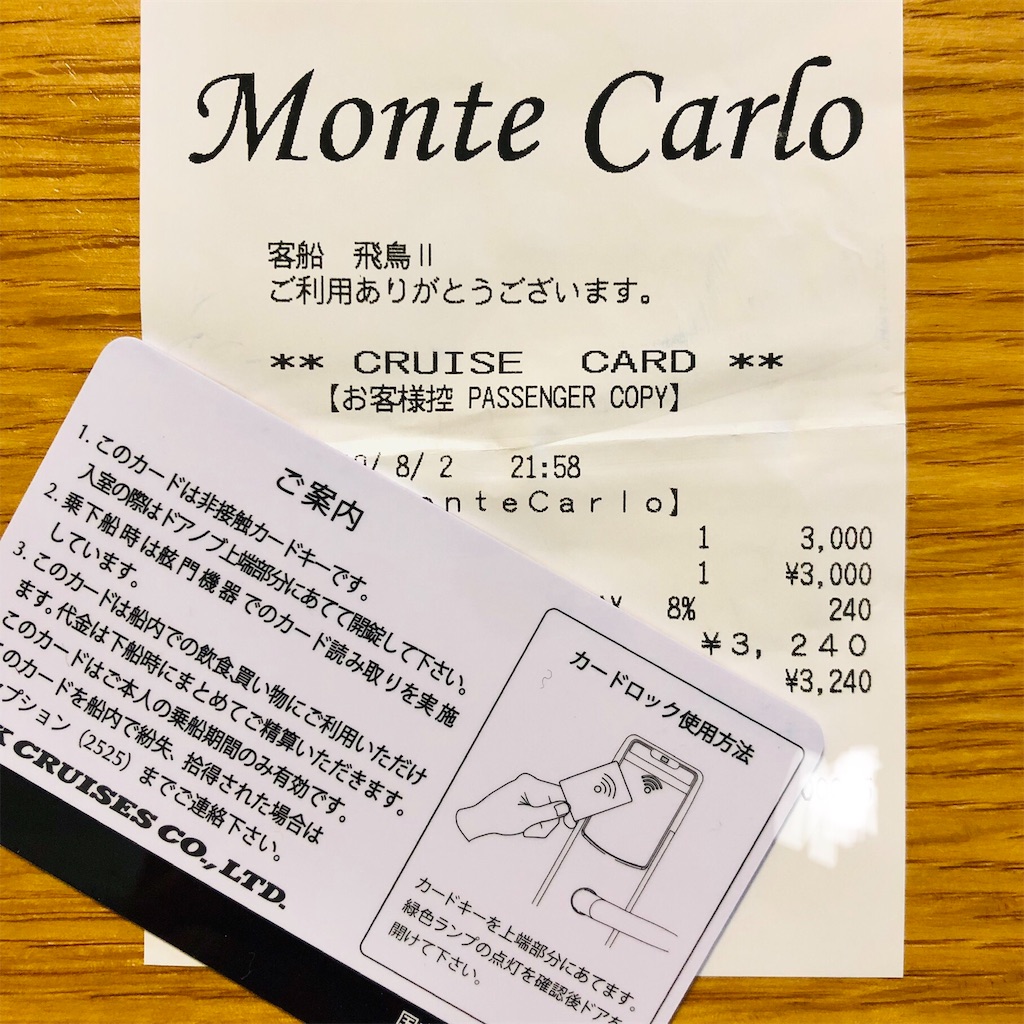 Monte Carlo
客船 飛鳥Ⅱ
ご利用ありがとうございます。
** CRUISE CARD **
【お客様控 PASSENGER COPY】
/ 8/ 2 21:58
nteCarlo】
1 3,000
1 ¥3,000
8% 240
¥3, 240
¥3,240
ご案内
1. このカードは非接触カードキーです。
入室の際はドアノブ上端部分にあてて開錠して下さい。
2. 乗下船時は舷門機器でのカード読み取りを実施
しています。
3. このカードは船内での飲食、買い物にご利用いただけ
ます。代金は下船時にまとめてご精算いただきます。
このカードはご本人の乗船期間のみ有効です。
のカードを船内で紛失、拾得された場合は
プション (2525) までご連絡下さい。
K CRUISES CO., LTD.
カードロック使用方法
カードキーを上端部分にあてます。
緑色ランプの点灯を確認後ドアを
開けて下さい。